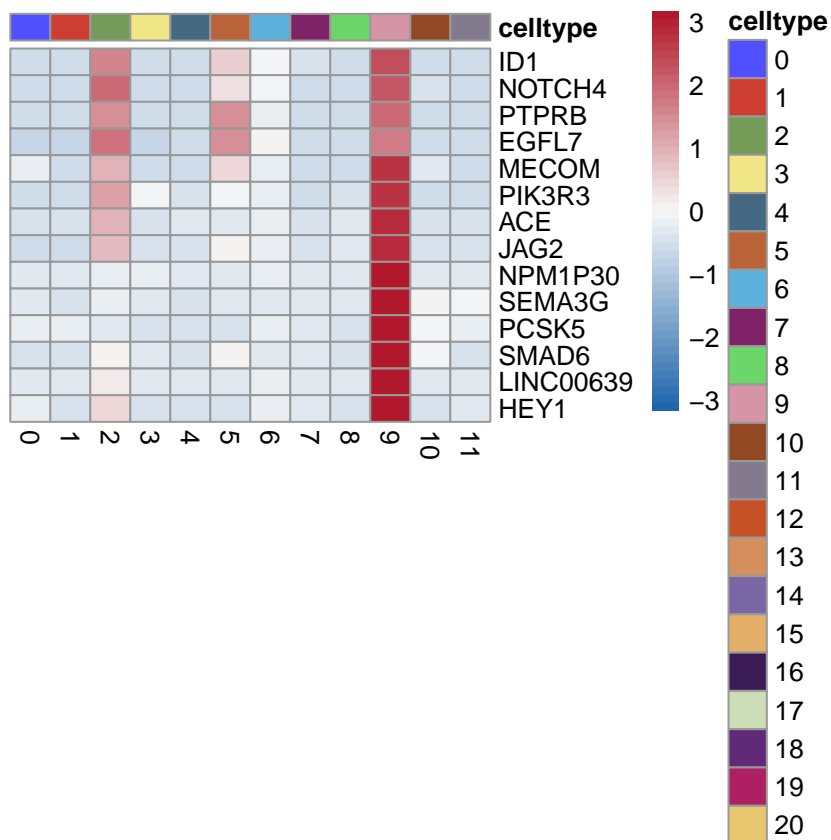 celltype
ID1
NOTCH4
PTPRB
EGFL7
MECOM
PIK3R3
ACE
JAG2
NPM1P30
SEMA3G
PCSK5
SMAD6
LINC00639
HEY1
0 1 2 3 4 5 6 7 8 9 10 11
3
2
1
0
−1
−2
−3
celltype
0
1
2
3
4
5
6
7
8
9
10
11
12
13
14
15
16
17
18
19
20